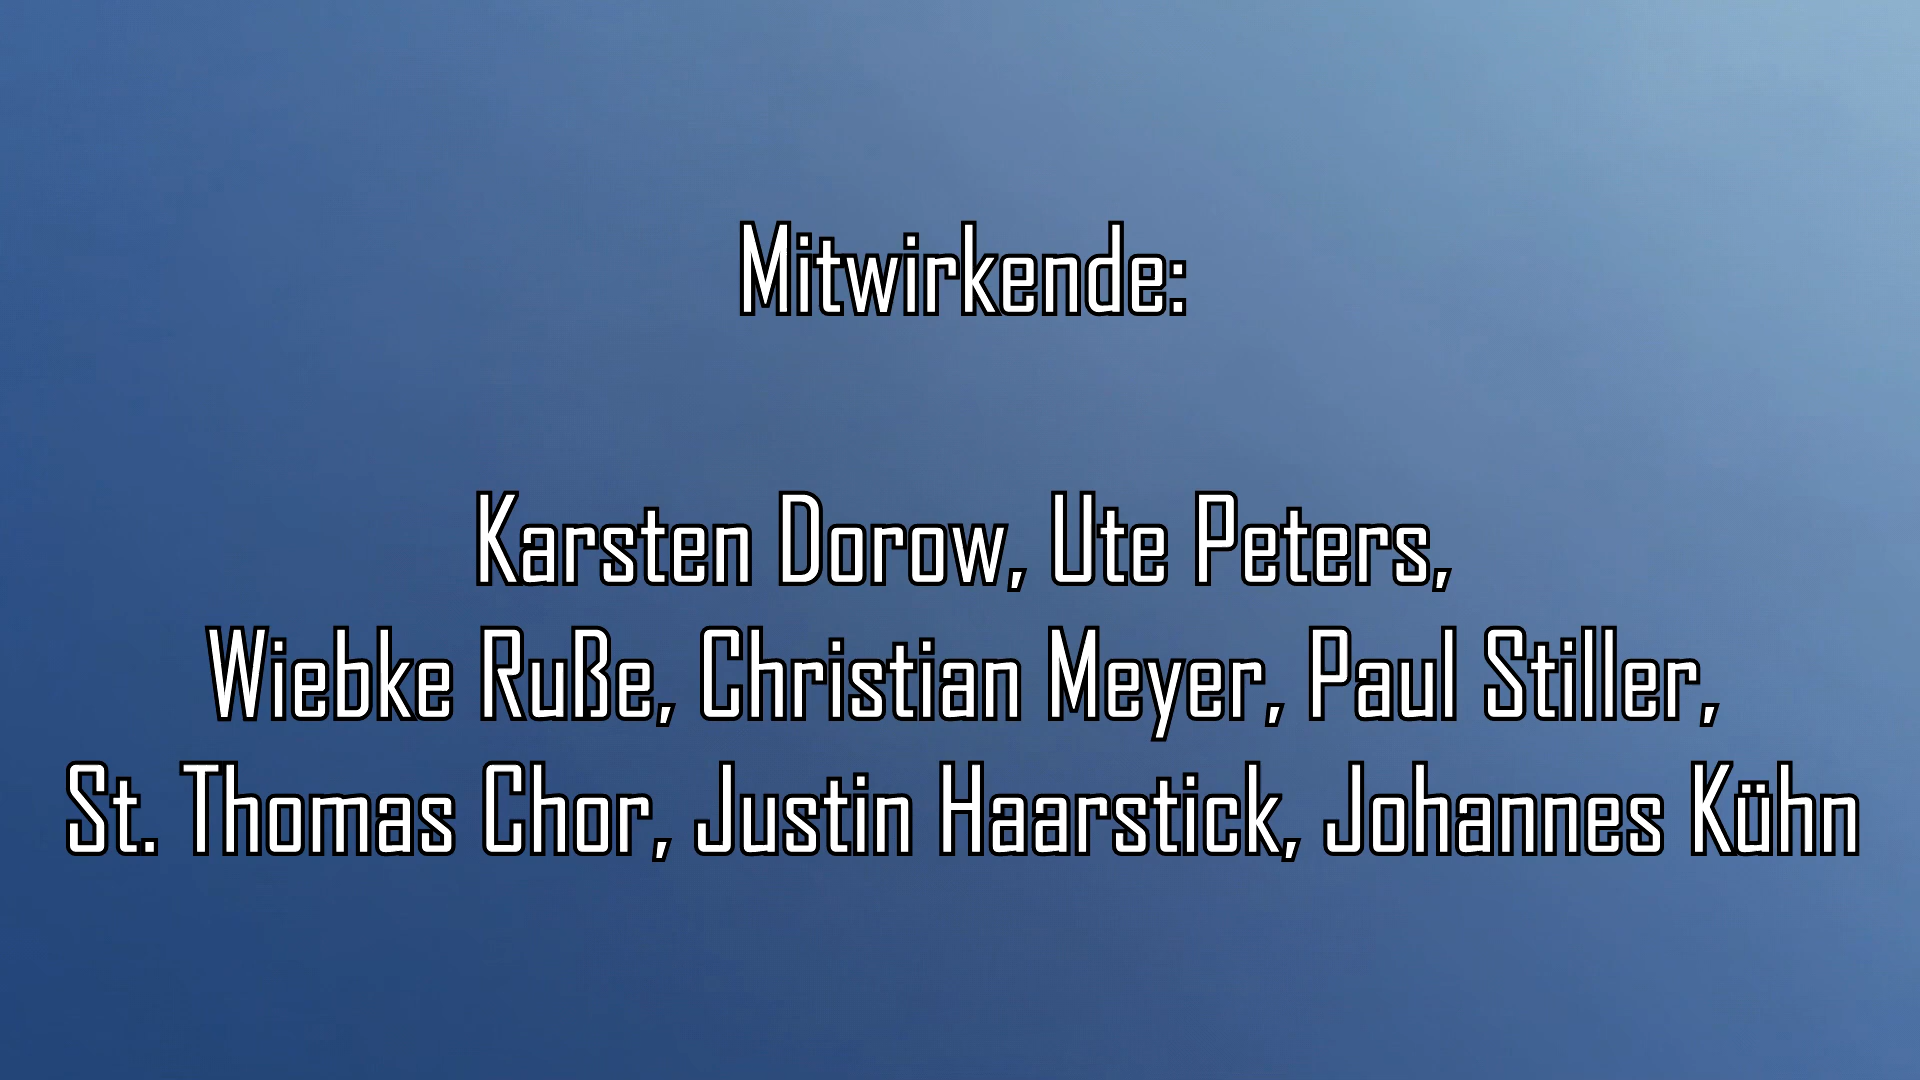 Mitwirkende:
Karsten Dorow, Ute Peters,
Wiebke Ruße, Christian Meyer, Paul Stiller,
St. Thomas Chor, Justin Haarstick, Johannes Kühn